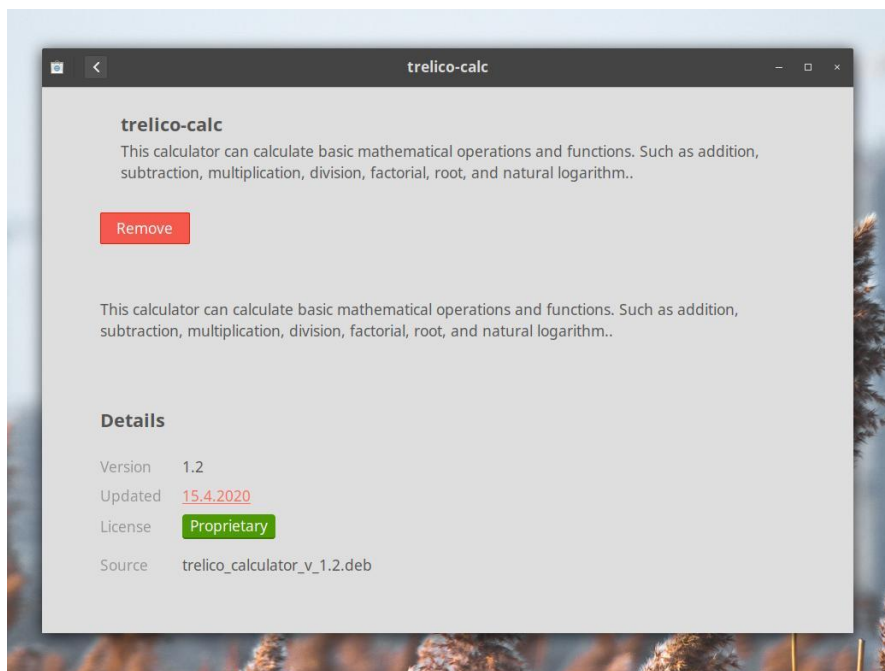 trelico-calc
trelico-calc
This calculator can calculate basic mathematical operations and functions. Such as addition,
subtraction, multiplication, division, factorial, root, and natural logarithm..
Remove
This calculator can calculate basic mathematical operations and functions. Such as addition,
subtraction, multiplication, division, factorial, root, and natural logarithm..
Details
Version 1.2
Updated 15.4.2020
License Proprietary
Source trelico_calculator_v_1.2.deb